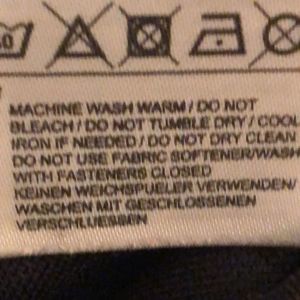 MACHINE WASH WARM / DO NOT
BLEACH / DO NOT TUMBLE DRY / COOL
IRON IF NEEDED / DO NOT DRY CLEAN
DO NOT USE FABRIC SOFTENER/WASH
WITH FASTENERS CLOSED
KEINEN WEICHSPUELER VERWENDEN/
WASCHEN MIT GESCHLOSSENEN
VERSCHLUESSEN